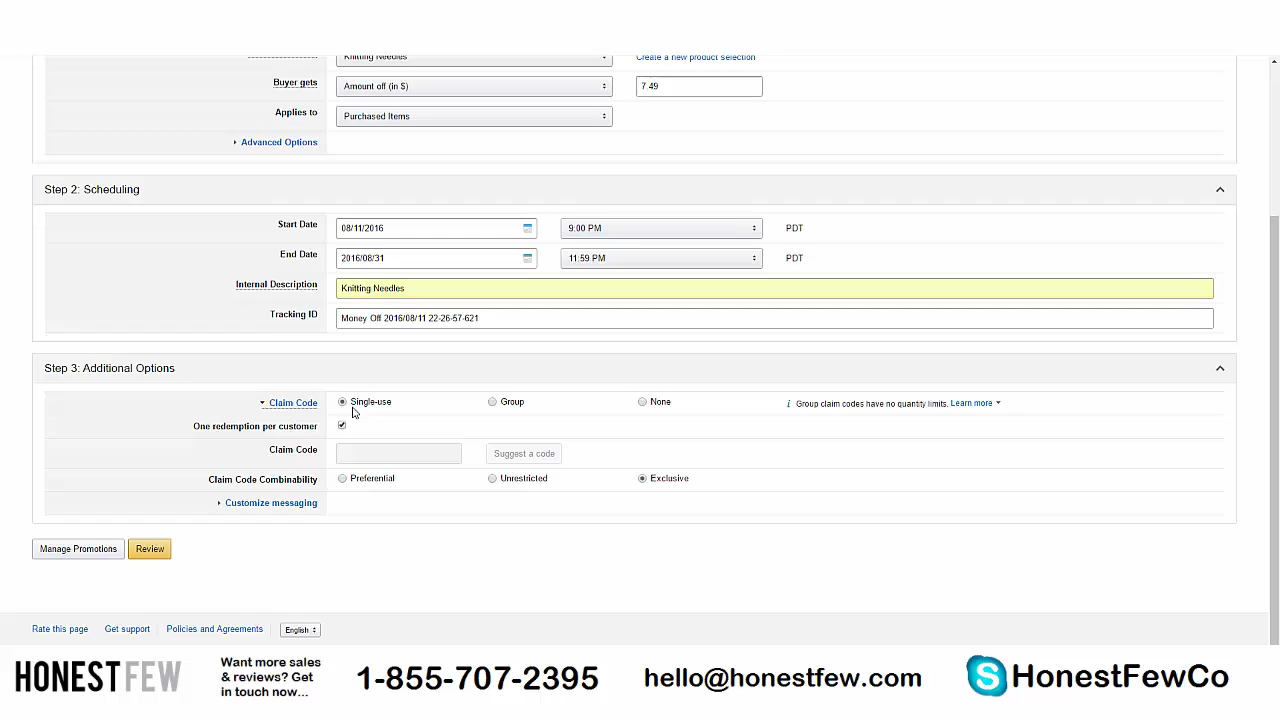 Knitting Needles Create a new product selection
Buyer gets Amount off (in $) 7.49
Applies to Purchased Items
Advanced Options
Step 2: Scheduling
Start Date 08/11/2016 9:00 PM PDT
End Date 2016/08/31 11:59 PM PDT
Internal Description Knitting Needles
Tracking ID Money Off 2016/08/11 22-26-57-621
Step 3: Additional Options
Claim Code Single-use Group None i Group claim codes have no quantity limits. Learn more
One redemption per customer
Claim Code Suggest a code
Claim Code Combinability Preferential Unrestricted Exclusive
Customize messaging
Manage Promotions Review
Rate this page Get support Policies and Agreements English
HONESTFEW
Want more sales
& reviews? Get
in touch now...
1-855-707-2395
hello@honestfew.com
S HonestFewCo